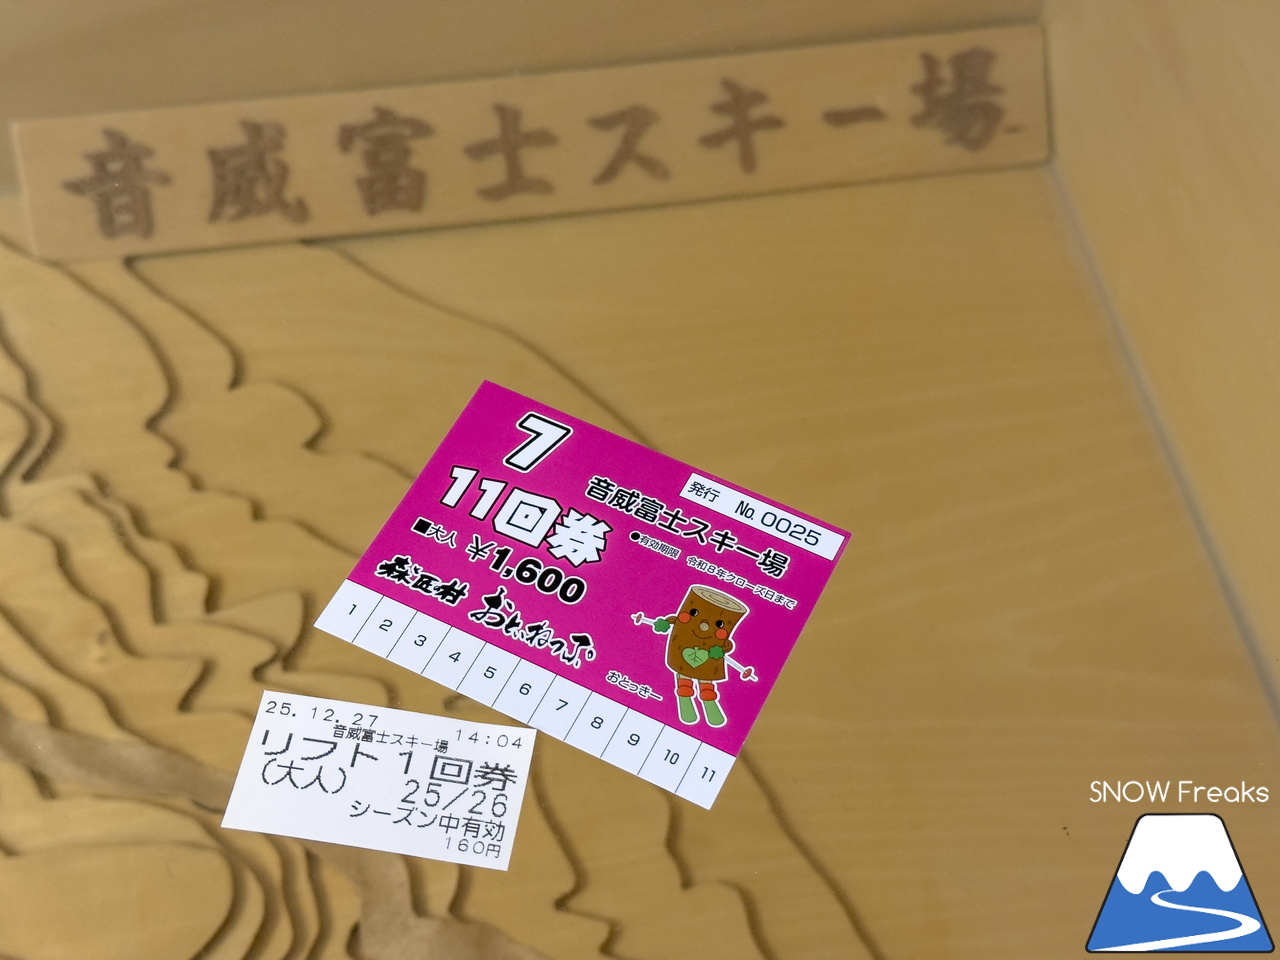 音威富士スキー場
7
11回券
■大人 ¥1,600
森と匠の村 おといねっぷ
発行 No. 0025
音威富士スキー場
●有効期限 令和8年クローズ日まで
おとっきー
1 2 3 4 5 6 7 8 9 10 11
25.12.27 14:04
音威富士スキー場
リフト1回券
(大人) 25/26
シーズン中有効
160円
SNOW Freaks